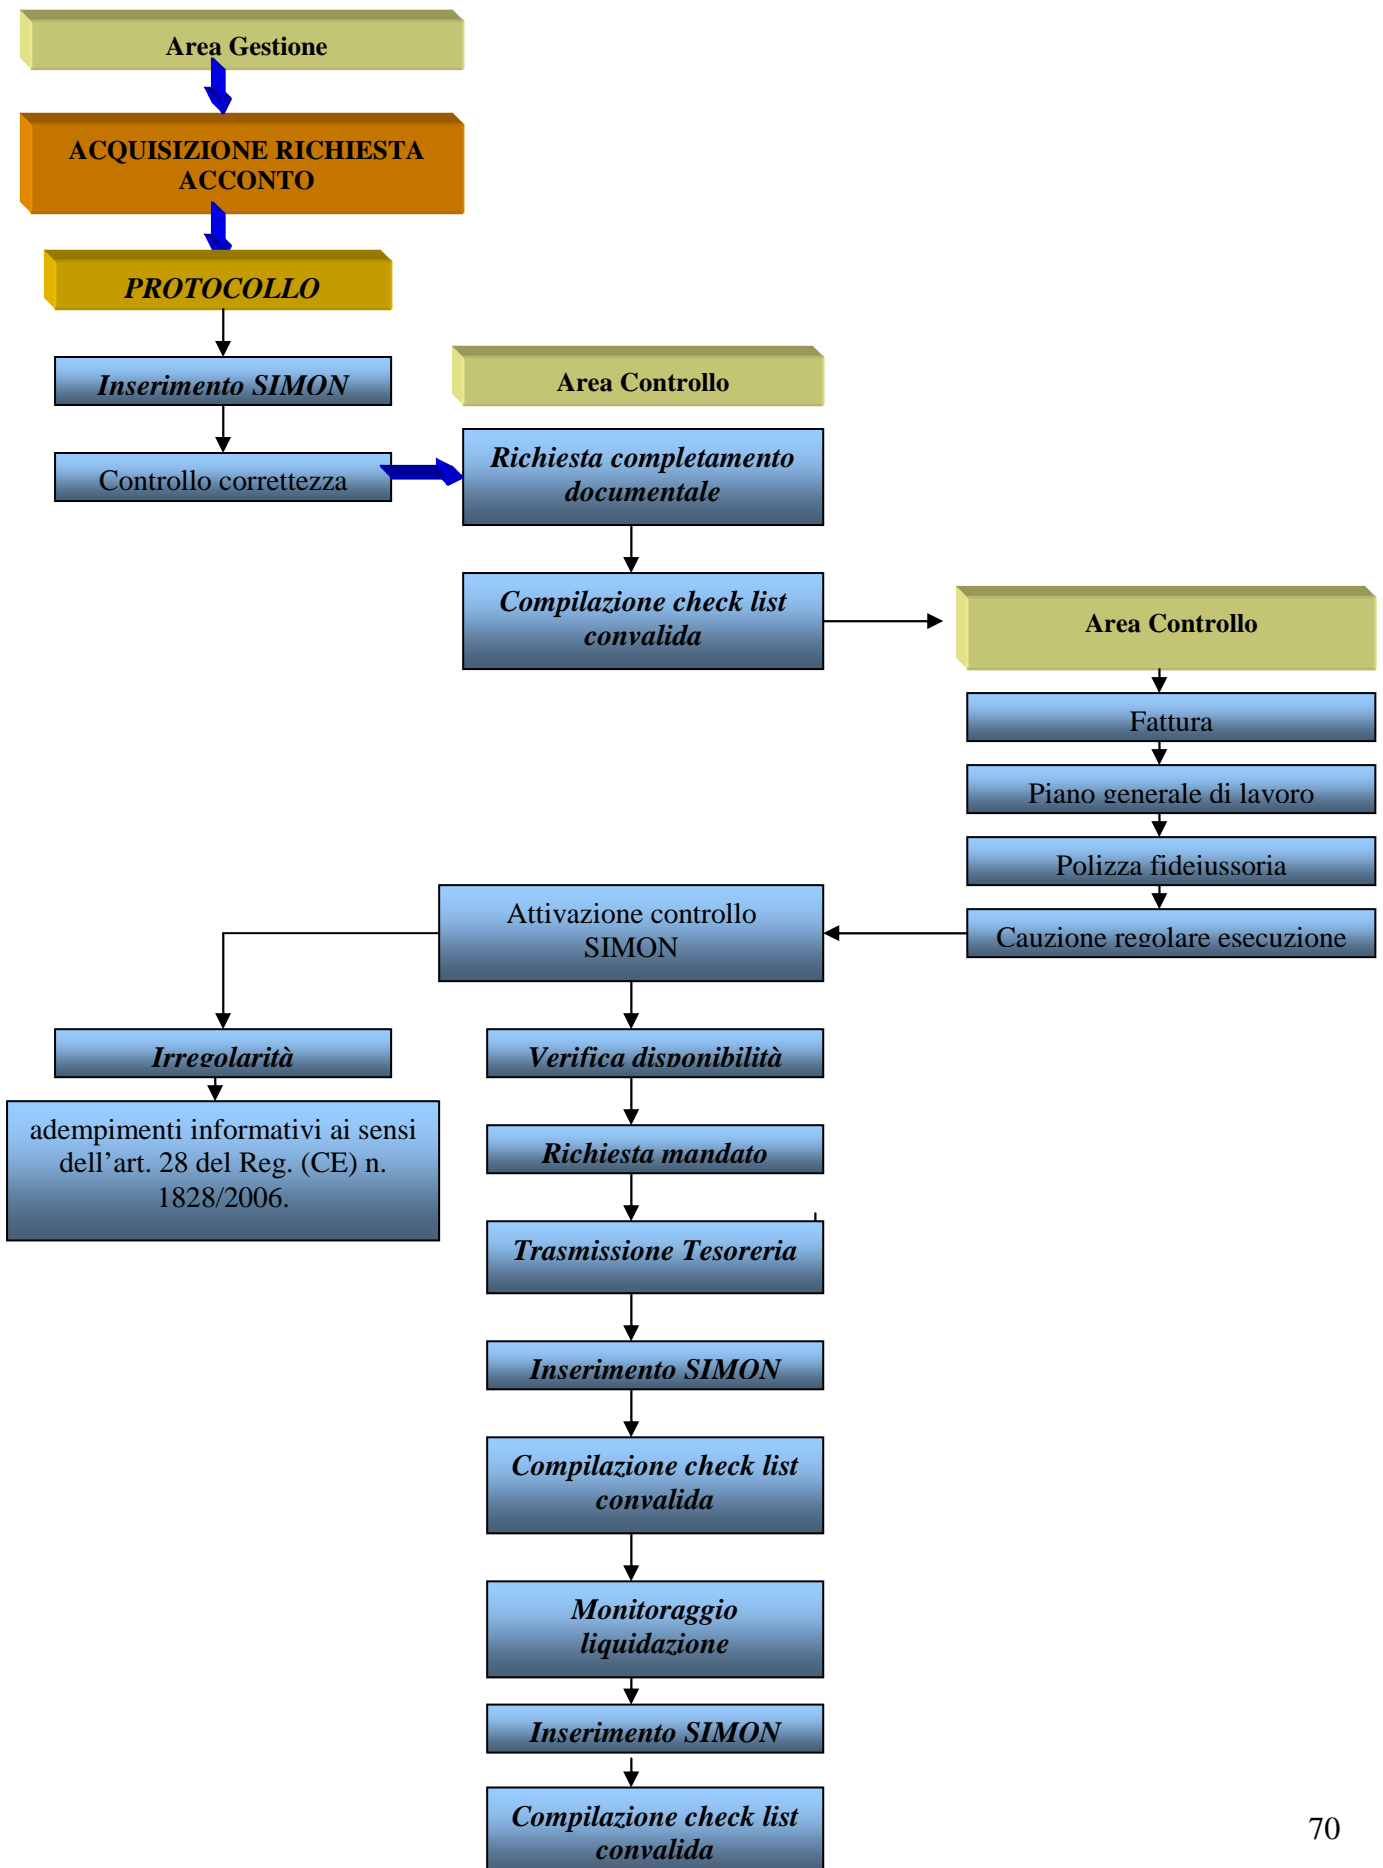 Area Gestione
ACQUISIZIONE RICHIESTA
ACCONTO
PROTOCOLLO
Inserimento SIMON
Controllo correttezza
Area Controllo
Richiesta completamento
documentale
Compilazione check list
convalida
Area Controllo
Fattura
Piano generale di lavoro
Polizza fideiussoria
Cauzione regolare esecuzione
Attivazione controllo
SIMON
Irregolarità
adempimenti informativi ai sensi
dell’art. 28 del Reg. (CE) n.
1828/2006.
Verifica disponibilità
Richiesta mandato
Trasmissione Tesoreria
Inserimento SIMON
Compilazione check list
convalida
Monitoraggio
liquidazione
Inserimento SIMON
Compilazione check list
convalida
70